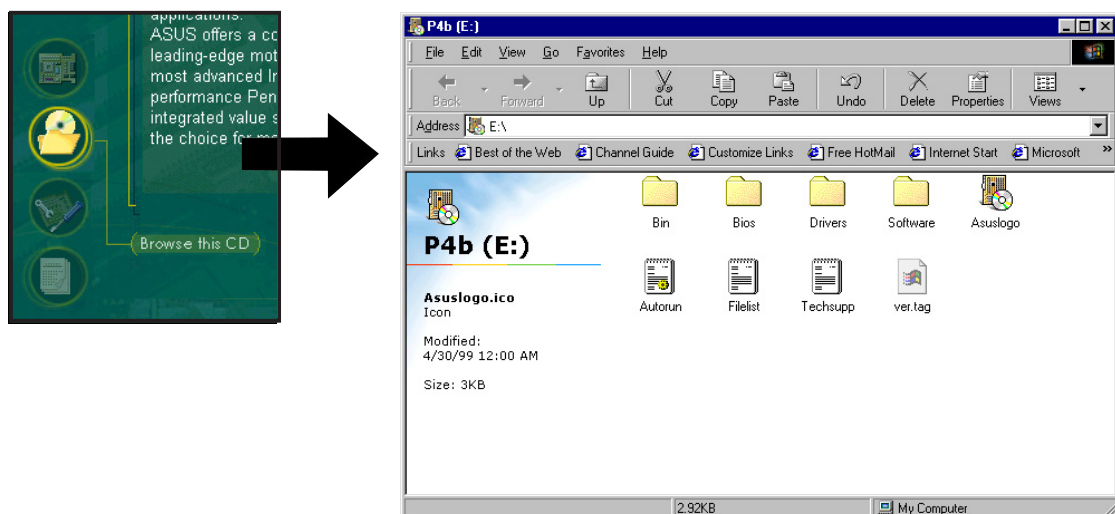 applications.
ASUS offers a co
leading-edge mot
most advanced In
performance Pen
integrated value s
the choice for mo
Browse this CD
P4b (E:)
File Edit View Go Favorites Help
Back Forward Up Cut Copy Paste Undo Delete Properties Views
Address E:\
Links Best of the Web Channel Guide Customize Links Free HotMail Internet Start Microsoft »
P4b (E:)
Asuslogo.ico
Icon
Modified:
4/30/99 12:00 AM
Size: 3KB
Bin Bios Drivers Software Asuslogo
Autorun Filelist Techsupp ver.tag
2.92KB My Computer